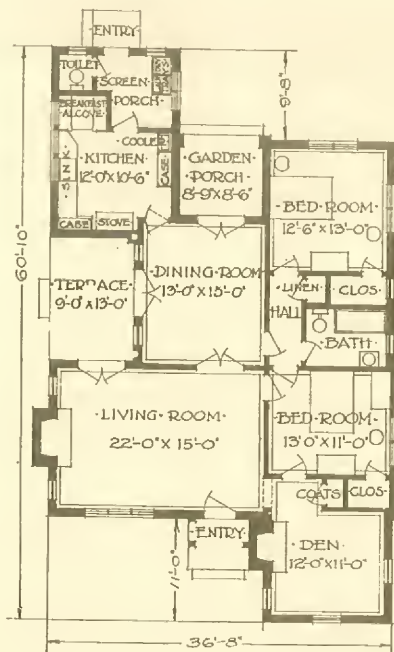 ·ENTRY·
TOILET
·SCREEN·
·PORCH·
BREAKFAST
ALCOVE
COOLER
·KITCHEN·
12'-0"X10'-6"
SINK
CASE
CASE
STOVE
·GARDEN·
·PORCH·
8'-9"X8'-6"
9'-8"
·BED·ROOM·
12'-6"X13'-0"
·LINEN·
·CLOS·
HALL
·BATH·
·TERRACE·
9'-0"X13'-0"
·DINING·ROOM·
13'-0"X15'-0"
60'-10"
·LIVING·ROOM·
22'-0"X15'-0"
·BED·ROOM·
13'0"X11'-0"
COATS
·CLOS·
·ENTRY·
11'-0"
·DEN·
12'-0"X11'-0"
36'-8"